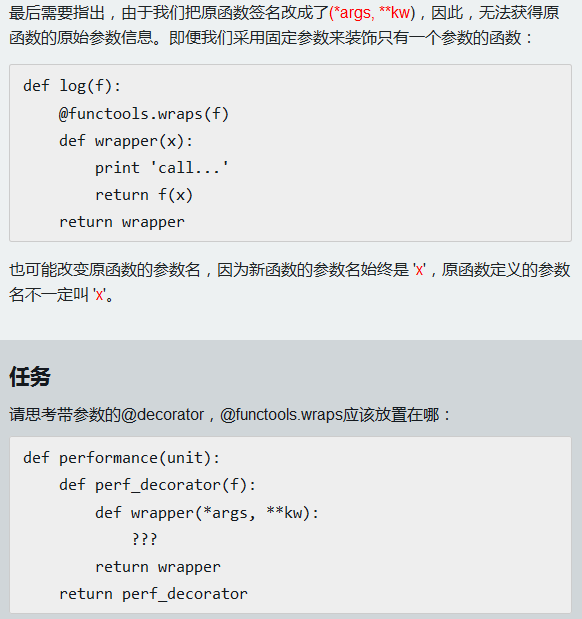 最后需要指出，由于我们把原函数签名改成了(*args, **kw)，因此，无法获得原
函数的原始参数信息。即便我们采用固定参数来装饰只有一个参数的函数：
def log(f):
    @functools.wraps(f)
    def wrapper(x):
        print 'call...'
        return f(x)
    return wrapper
也可能改变原函数的参数名，因为新函数的参数名始终是 'x'，原函数定义的参数
名不一定叫 'x'。
任务
请思考带参数的@decorator，@functools.wraps应该放置在哪：
def performance(unit):
    def perf_decorator(f):
        def wrapper(*args, **kw):
            ???
        return wrapper
    return perf_decorator